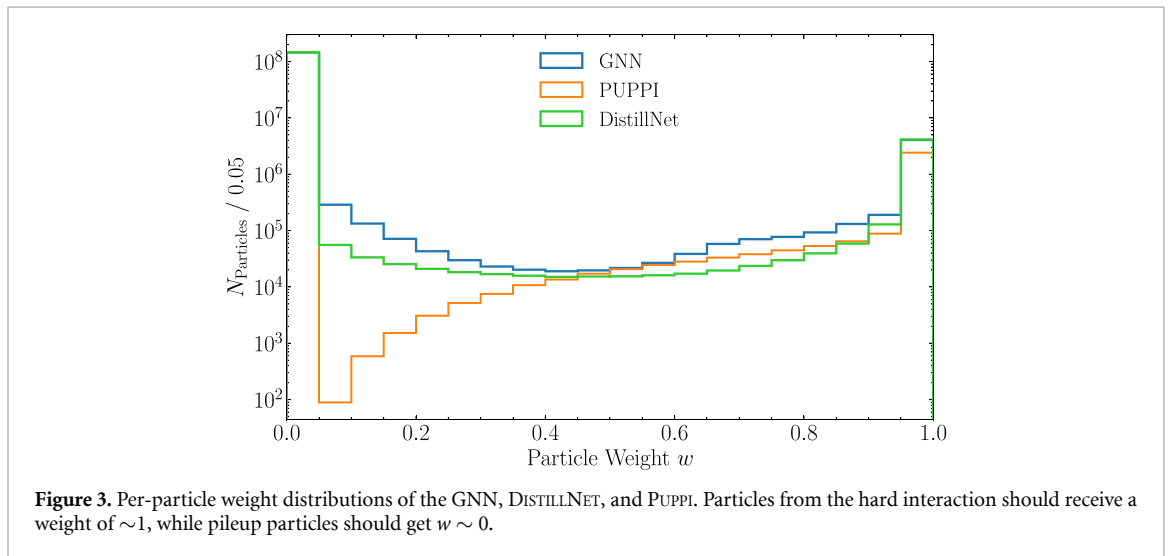 GNN
PUPPI
DistillNet
N_Particles / 0.05
10^8
10^7
10^6
10^5
10^4
10^3
10^2
0.0 0.2 0.4 0.6 0.8 1.0
Particle Weight w
Figure 3. Per-particle weight distributions of the GNN, DISTILLNET, and PUPPI. Particles from the hard interaction should receive a
weight of ∼1, while pileup particles should get w ∼ 0.